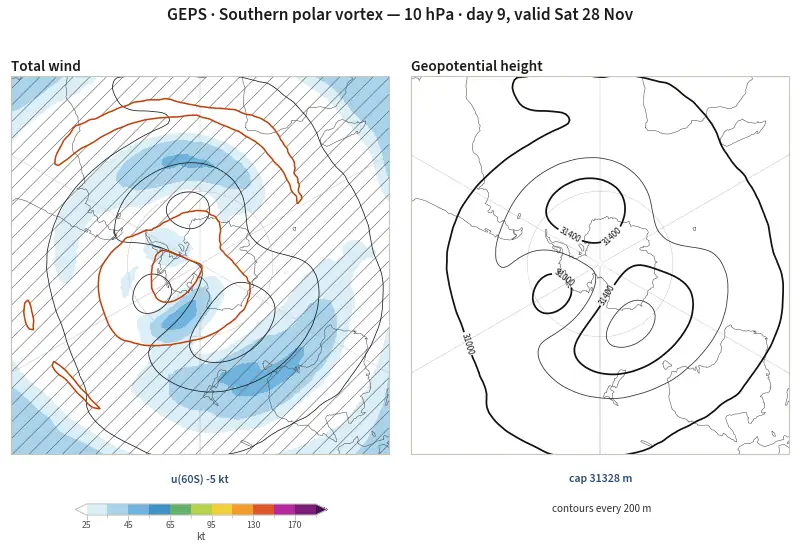 GEPS · Southern polar vortex — 10 hPa · day 9, valid Sat 28 Nov
Total wind
Geopotential height
31400
31400
31000
31400
31000
u(60S) -5 kt
cap 31328 m
contours every 200 m
25 45 65 95 130 170
kt